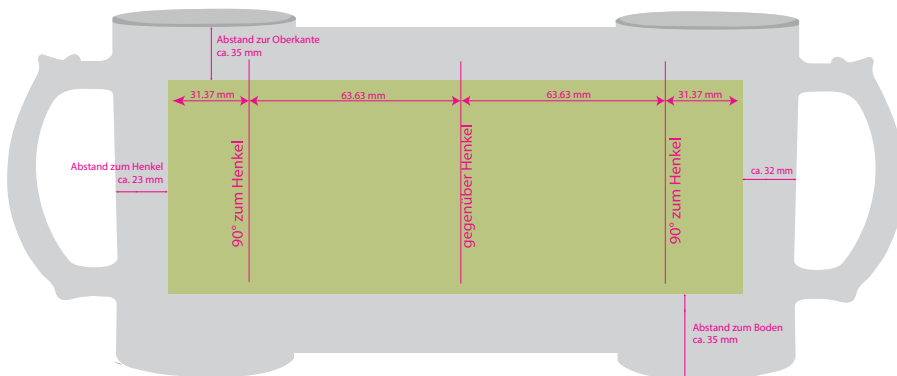 Abstand zur Oberkante
ca. 35 mm
31.37 mm
63.63 mm
63.63 mm
31.37 mm
90° zum Henkel
gegenüber Henkel
90° zum Henkel
Abstand zum Henkel
ca. 23 mm
ca. 32 mm
Abstand zum Boden
ca. 35 mm